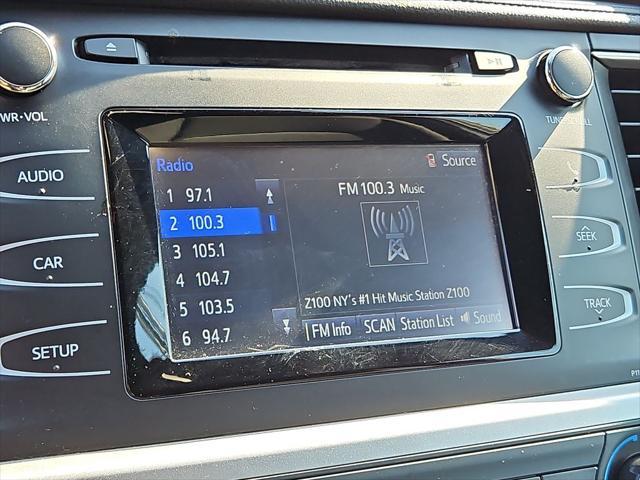 PWR•VOL
TUNE•SCROLL
AUDIO
CAR
SETUP
SEEK
TRACK
Radio
Source
1 97.1
2 100.3
3 105.1
4 104.7
5 103.5
6 94.7
FM 100.3 Music
Z100 NY's #1 Hit Music Station Z100
FM Info
SCAN
Station List
Sound